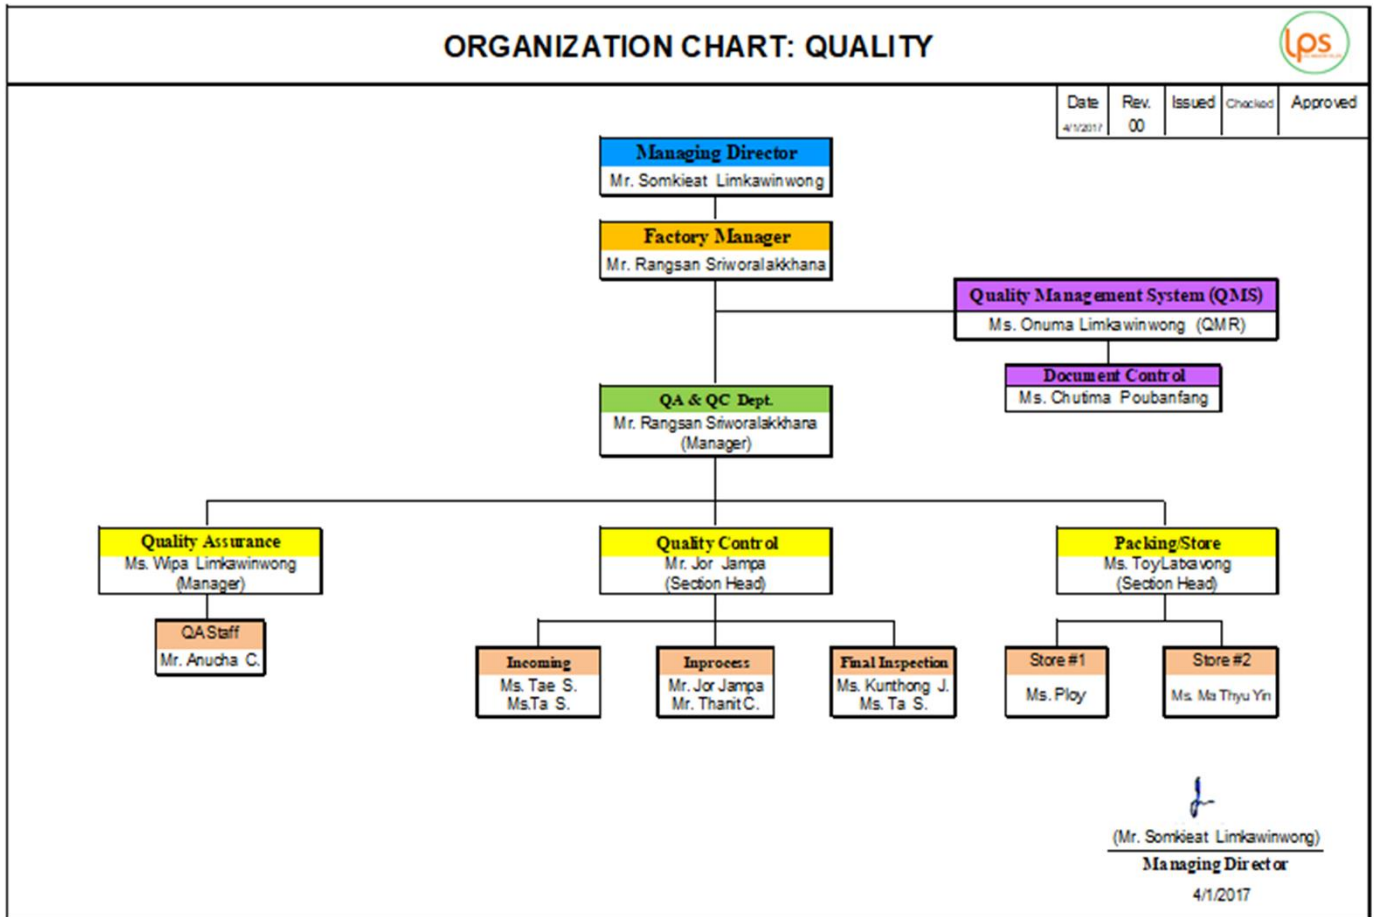 ORGANIZATION CHART: QUALITY
lps
Date Rev. Issued Checked Approved
4/1/2017 00
Managing Director
Mr. Somkieat Limkawinwong
Factory Manager
Mr. Rangsan Sriworalakkhana
Quality Management System (QMS)
Ms. Onuma Limkawinwong (QMR)
Document Control
Ms. Chutima Poubanfang
QA & QC Dept.
Mr. Rangsan Sriworalakkhana
(Manager)
Quality Assurance
Ms. Wipa Limkawinwong
(Manager)
QA Staff
Mr. Anucha C.
Quality Control
Mr. Jor Jampa
(Section Head)
Incoming
Ms. Tae S.
Ms.Ta S.
Inprocess
Mr. Jor Jampa
Mr. Thanit C.
Final Inspection
Ms. Kunthong J.
Ms. Ta S.
Packing/Store
Ms. Toy
(Section Head)
Store #1
Ms. Ploy
Store #2
Ms. Ma Thyu Yin
(Mr. Somkieat Limkawinwong)
Managing Director
4/1/2017